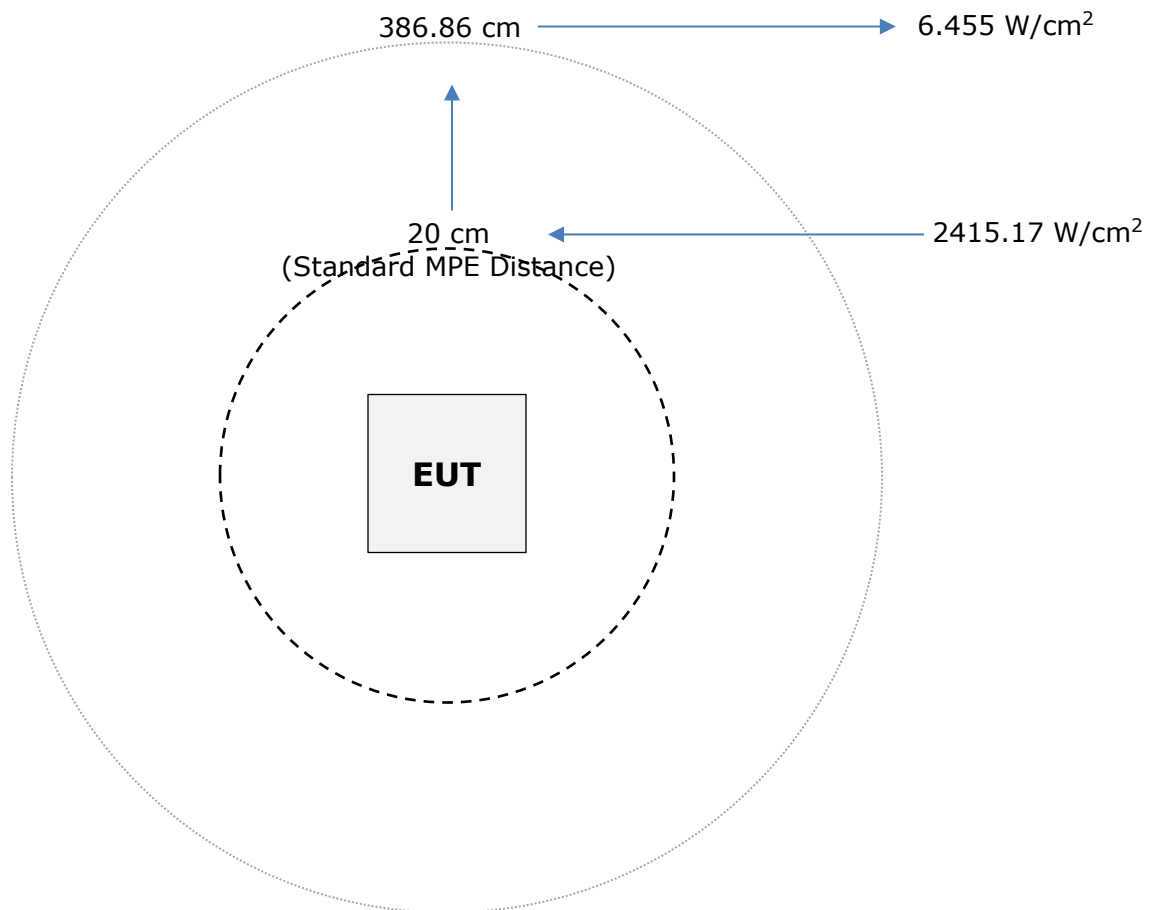 386.86 cm
6.455 W/cm²
20 cm
2415.17 W/cm²
(Standard MPE Distance)
EUT